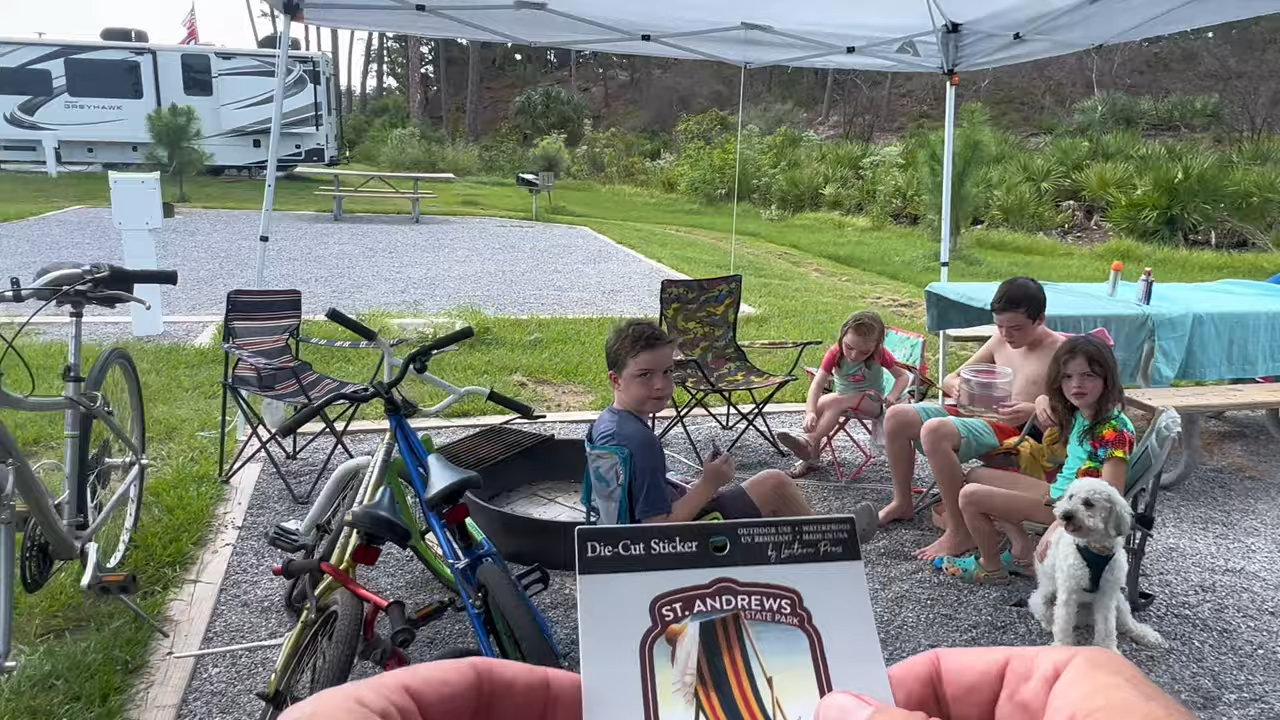 GREYHAWK
Die-Cut Sticker
OUTDOOR USE • WATERPROOF
UV RESISTANT • MADE IN USA
by Lantern Press
ST. ANDREWS
STATE PARK